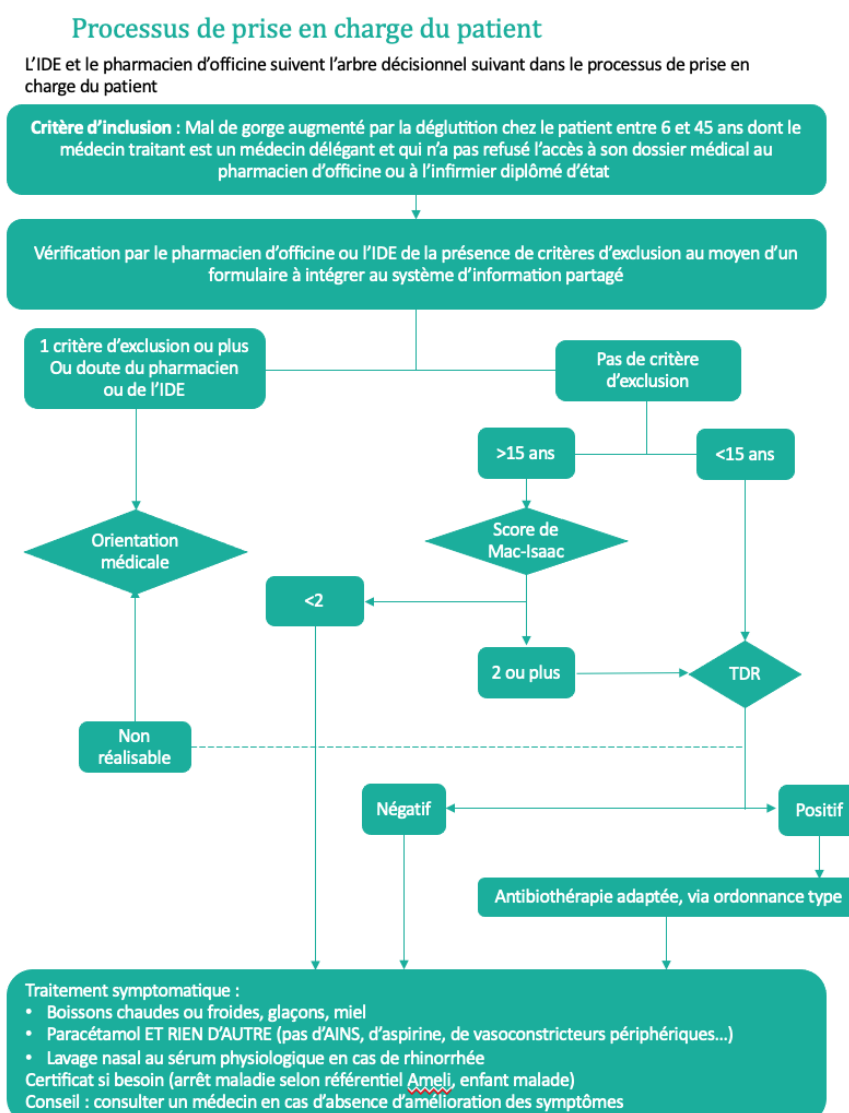 Processus de prise en charge du patient
L'IDE et le pharmacien d'officine suivent l'arbre décisionnel suivant dans le processus de prise en
charge du patient
Critère d'inclusion : Mal de gorge augmenté par la déglutition chez le patient entre 6 et 45 ans dont le
médecin traitant est un médecin délégant et qui n'a pas refusé l'accès à son dossier médical au
pharmacien d'officine ou à l'infirmier diplômé d'état
Vérification par le pharmacien d'officine ou l'IDE de la présence de critères d'exclusion au moyen d'un
formulaire à intégrer au système d'information partagé
1 critère d'exclusion ou plus
Ou doute du pharmacien
ou de l'IDE
Pas de critère
d'exclusion
>15 ans
<15 ans
Orientation
médicale
Score de
Mac-Isaac
<2
2 ou plus
TDR
Non
réalisable
Négatif
Positif
Antibiothérapie adaptée, via ordonnance type
Traitement symptomatique :
• Boissons chaudes ou froides, glaçons, miel
• Paracétamol ET RIEN D'AUTRE (pas d'AINS, d'aspirine, de vasoconstricteurs périphériques…)
• Lavage nasal au sérum physiologique en cas de rhinorrhée
Certificat si besoin (arrêt maladie selon référentiel Ameli, enfant malade)
Conseil : consulter un médecin en cas d'absence d'amélioration des symptômes